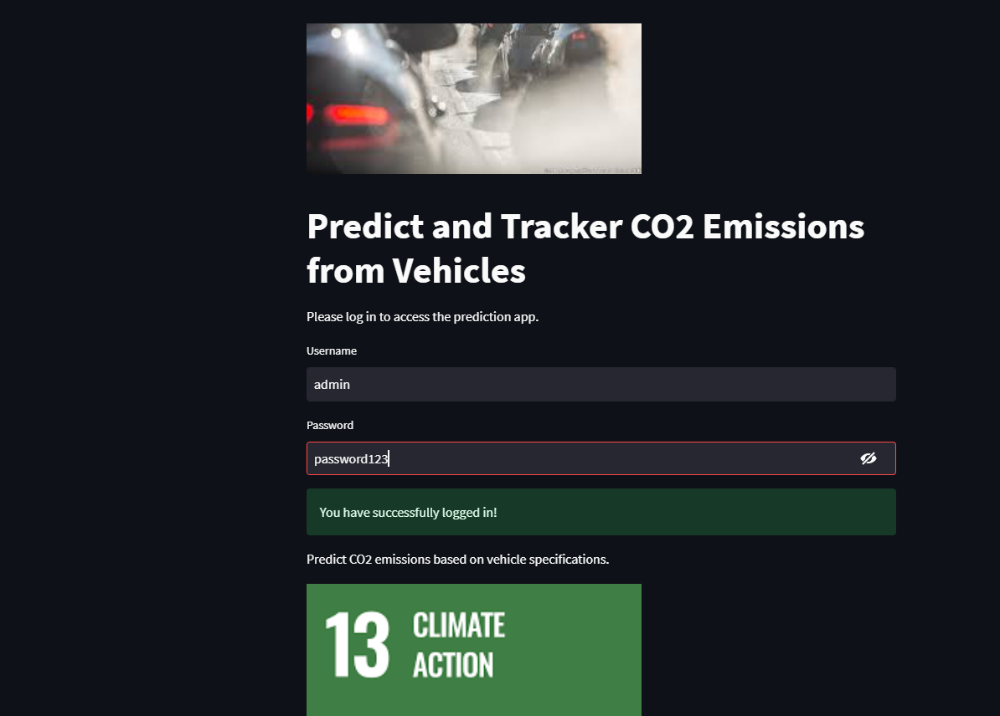 Predict and Tracker CO2 Emissions
from Vehicles
Please log in to access the prediction app.
Username
admin
Password
password123
You have successfully logged in!
Predict CO2 emissions based on vehicle specifications.
13 CLIMATE
ACTION